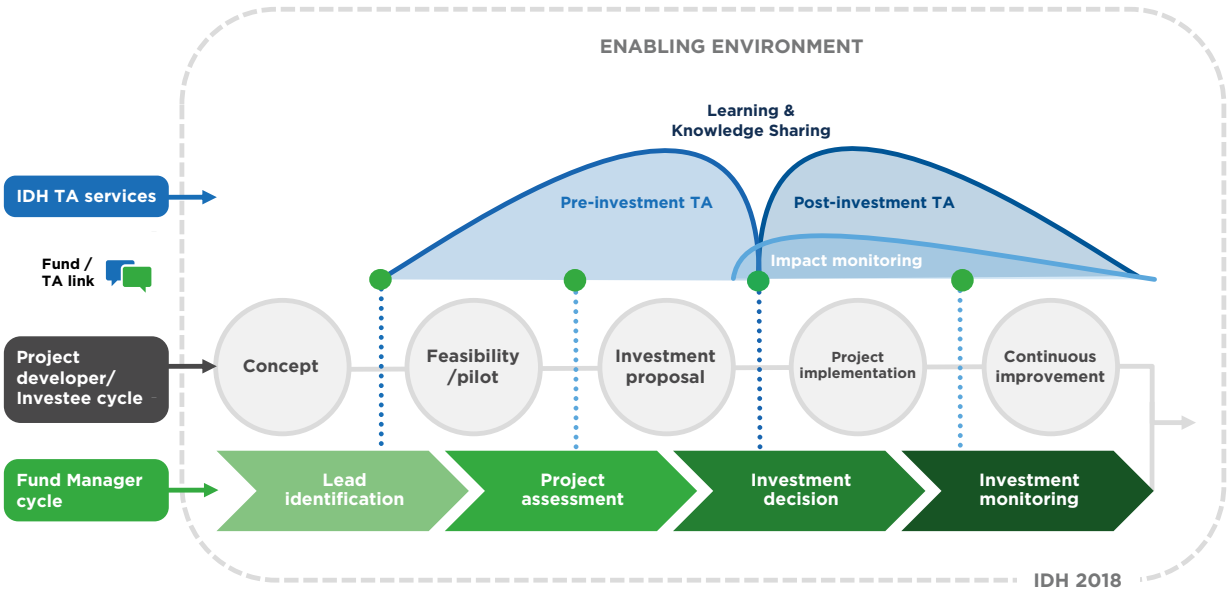 ENABLING ENVIRONMENT
Learning &
Knowledge Sharing
IDH TA services
Pre-investment TA
Post-investment TA
Impact monitoring
Fund /
TA link
Project
developer/
Investee cycle
Concept
Feasibility
/pilot
Investment
proposal
Project
implementation
Continuous
improvement
Fund Manager
cycle
Lead
identification
Project
assessment
Investment
decision
Investment
monitoring
IDH 2018